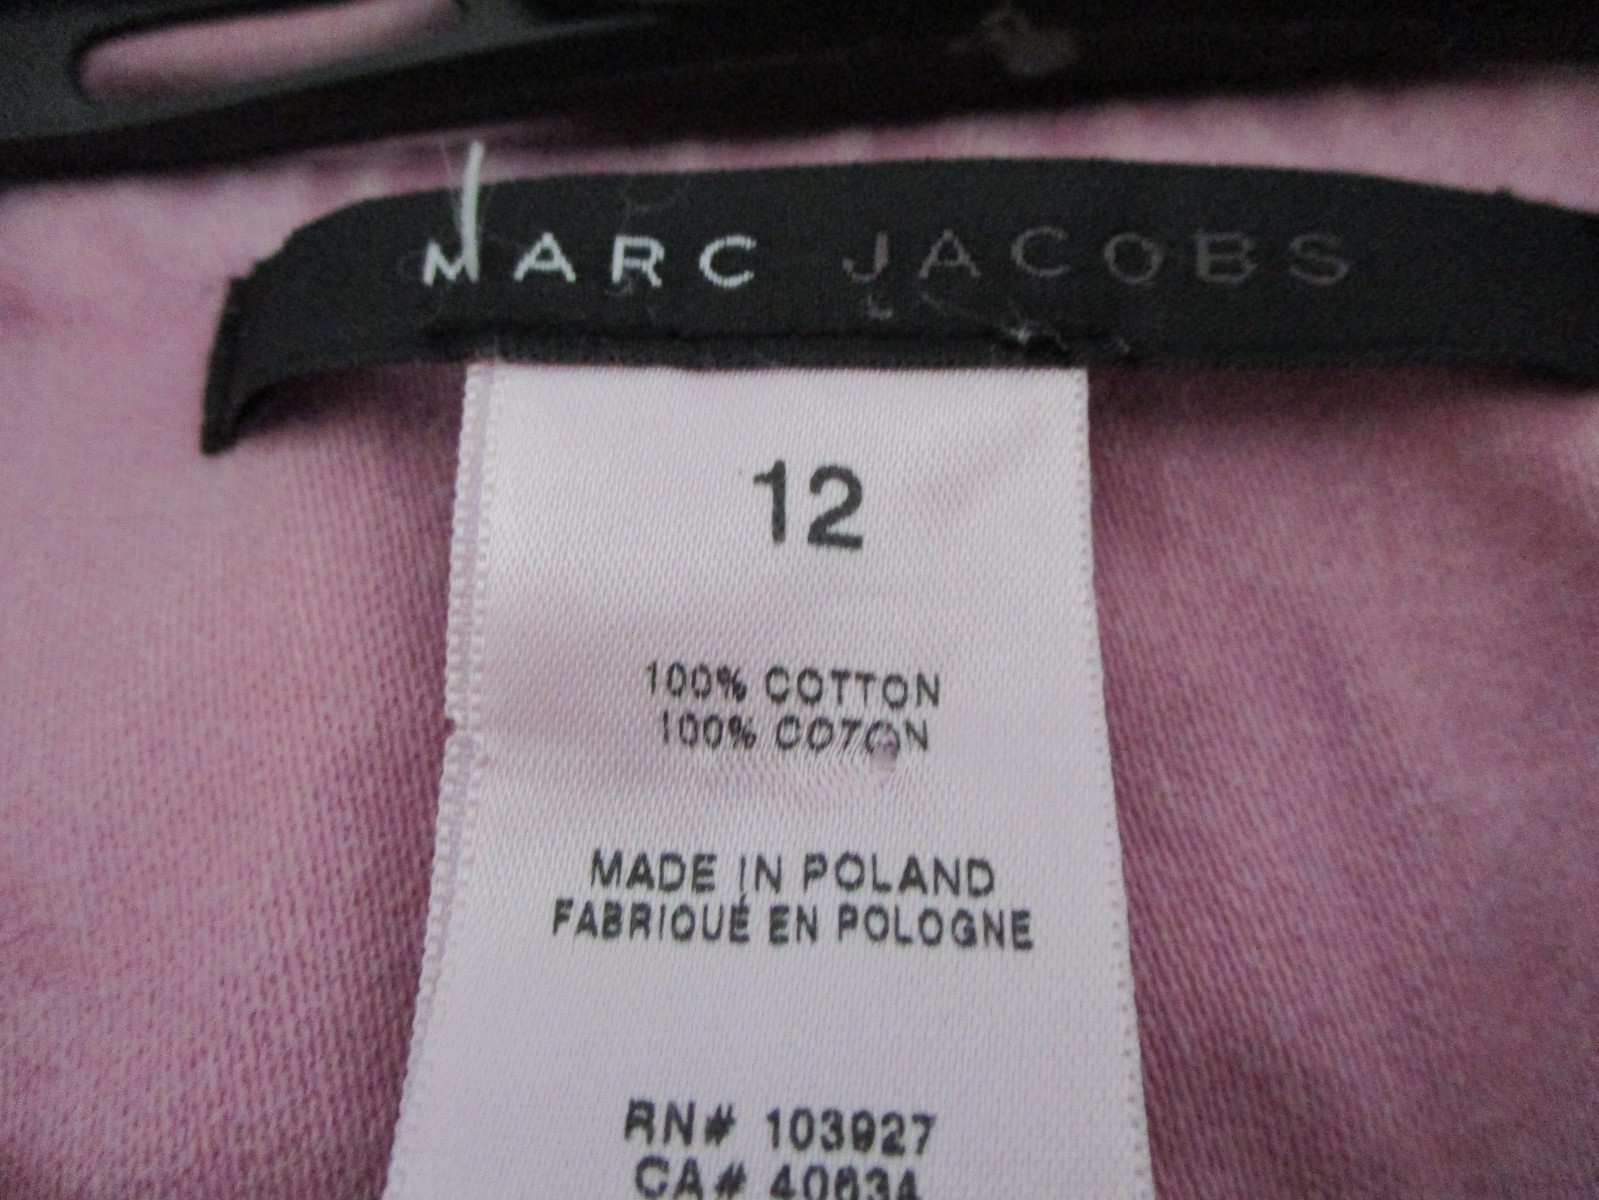 MARC JACOBS
12
100% COTTON
100% COTON
MADE IN POLAND
FABRIQUÉ EN POLOGNE
RN# 103927
CA# 40634